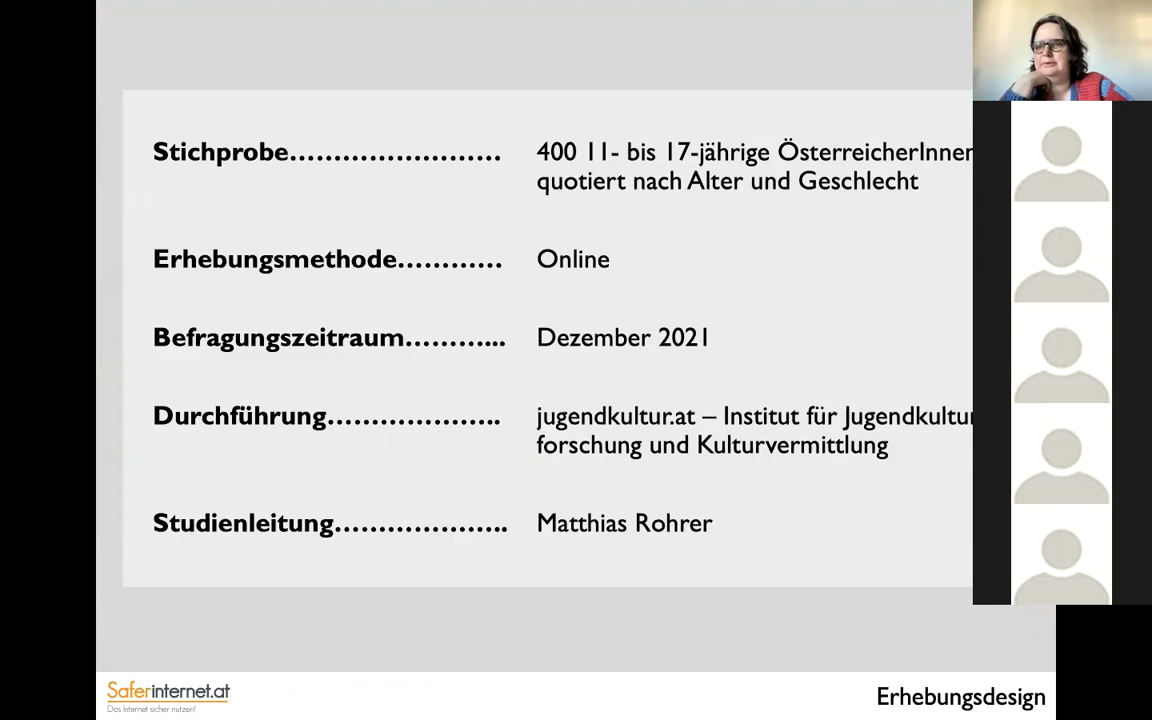 Stichprobe……………………. 400 11- bis 17-jährige ÖsterreicherInnen
quotiert nach Alter und Geschlecht
Erhebungsmethode………… Online
Befragungszeitraum………... Dezember 2021
Durchführung……………….. jugendkultur.at – Institut für Jugendkultur
forschung und Kulturvermittlung
Studienleitung……………….. Matthias Rohrer
Saferinternet.at
Das Internet sicher nutzen!
Erhebungsdesign